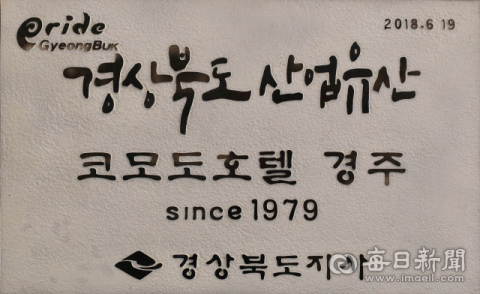 Pride
GyeongBuk
2018.6 19
경상북도 산업유산
코모도호텔 경주
since 1979
경상북도지사
每日新聞
www.imaeil.com